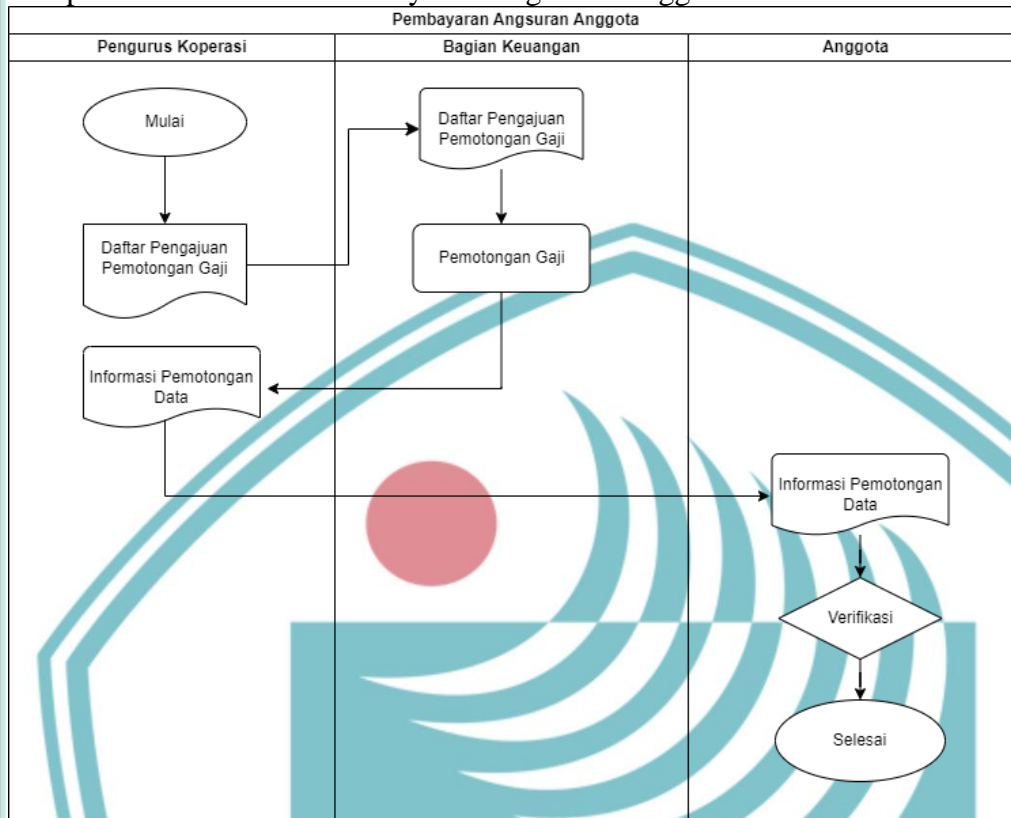 Pembayaran Angsuran Anggota
Pengurus Koperasi
Bagian Keuangan
Anggota
Mulai
Daftar Pengajuan
Pemotongan Gaji
Daftar Pengajuan
Pemotongan Gaji
Pemotongan Gaji
Informasi Pemotongan
Data
Informasi Pemotongan
Data
Verifikasi
Selesai